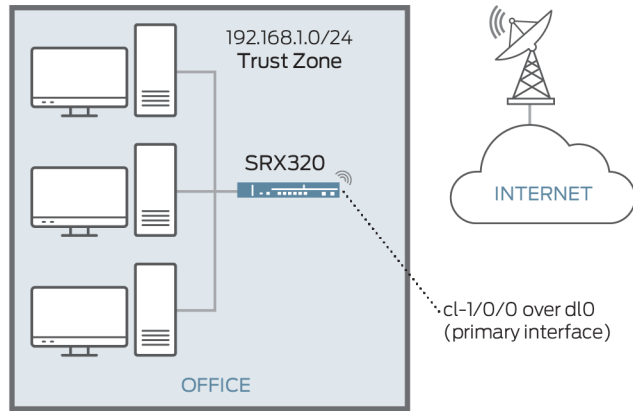 192.168.1.0/24
Trust Zone
SRX320
INTERNET
cl-1/0/0 over dl0
(primary interface)
OFFICE